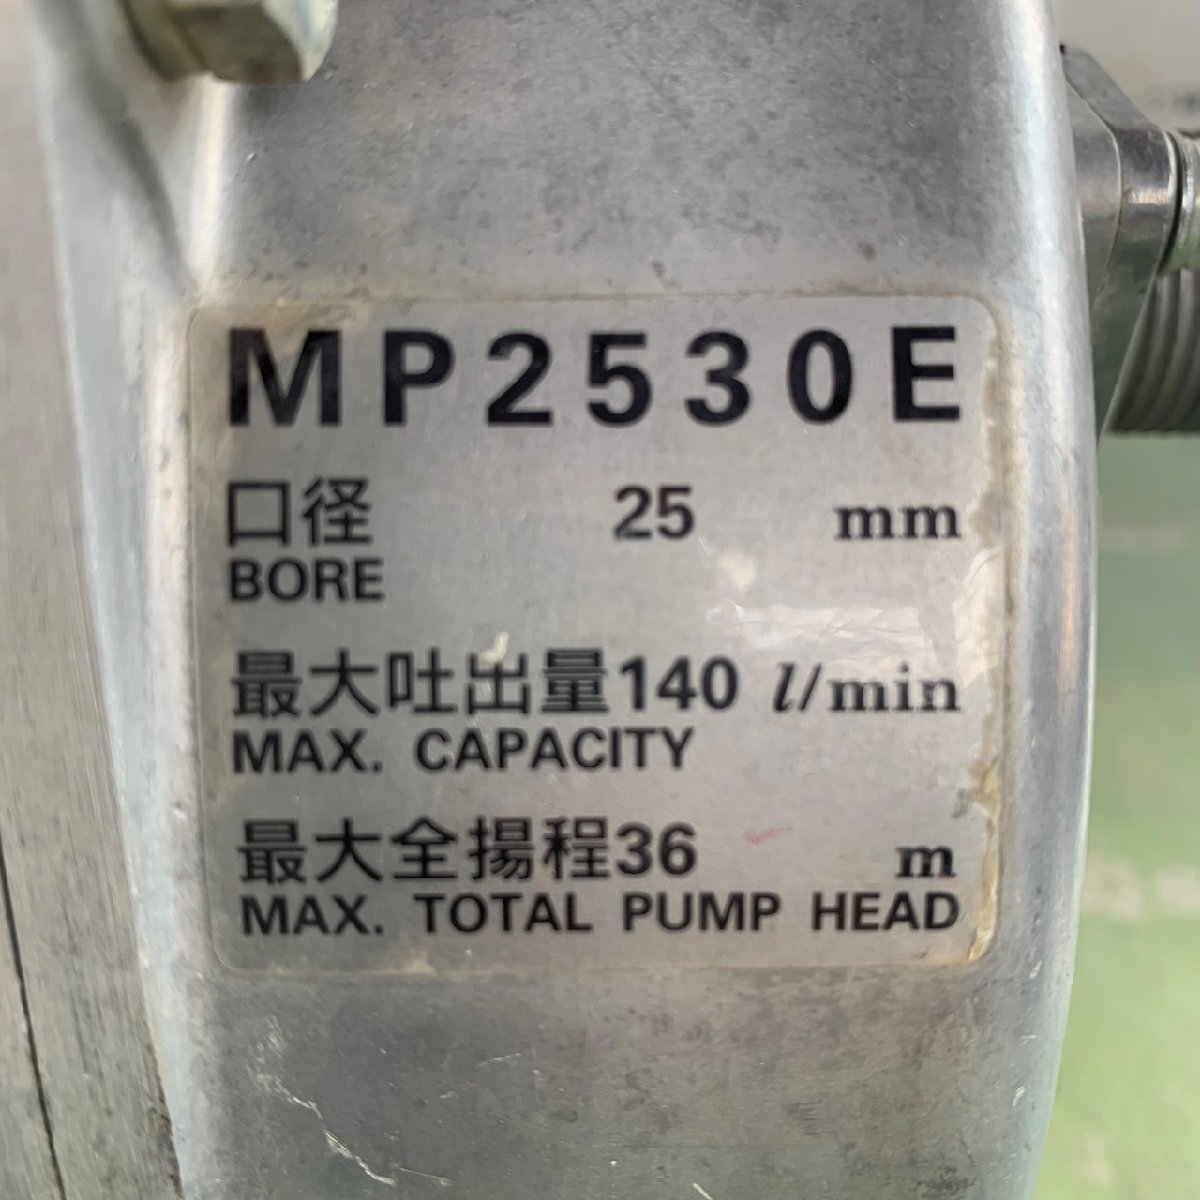 MP2530E
口径 25 mm
BORE
最大吐出量140 l/min
MAX. CAPACITY
最大全揚程36 m
MAX. TOTAL PUMP HEAD